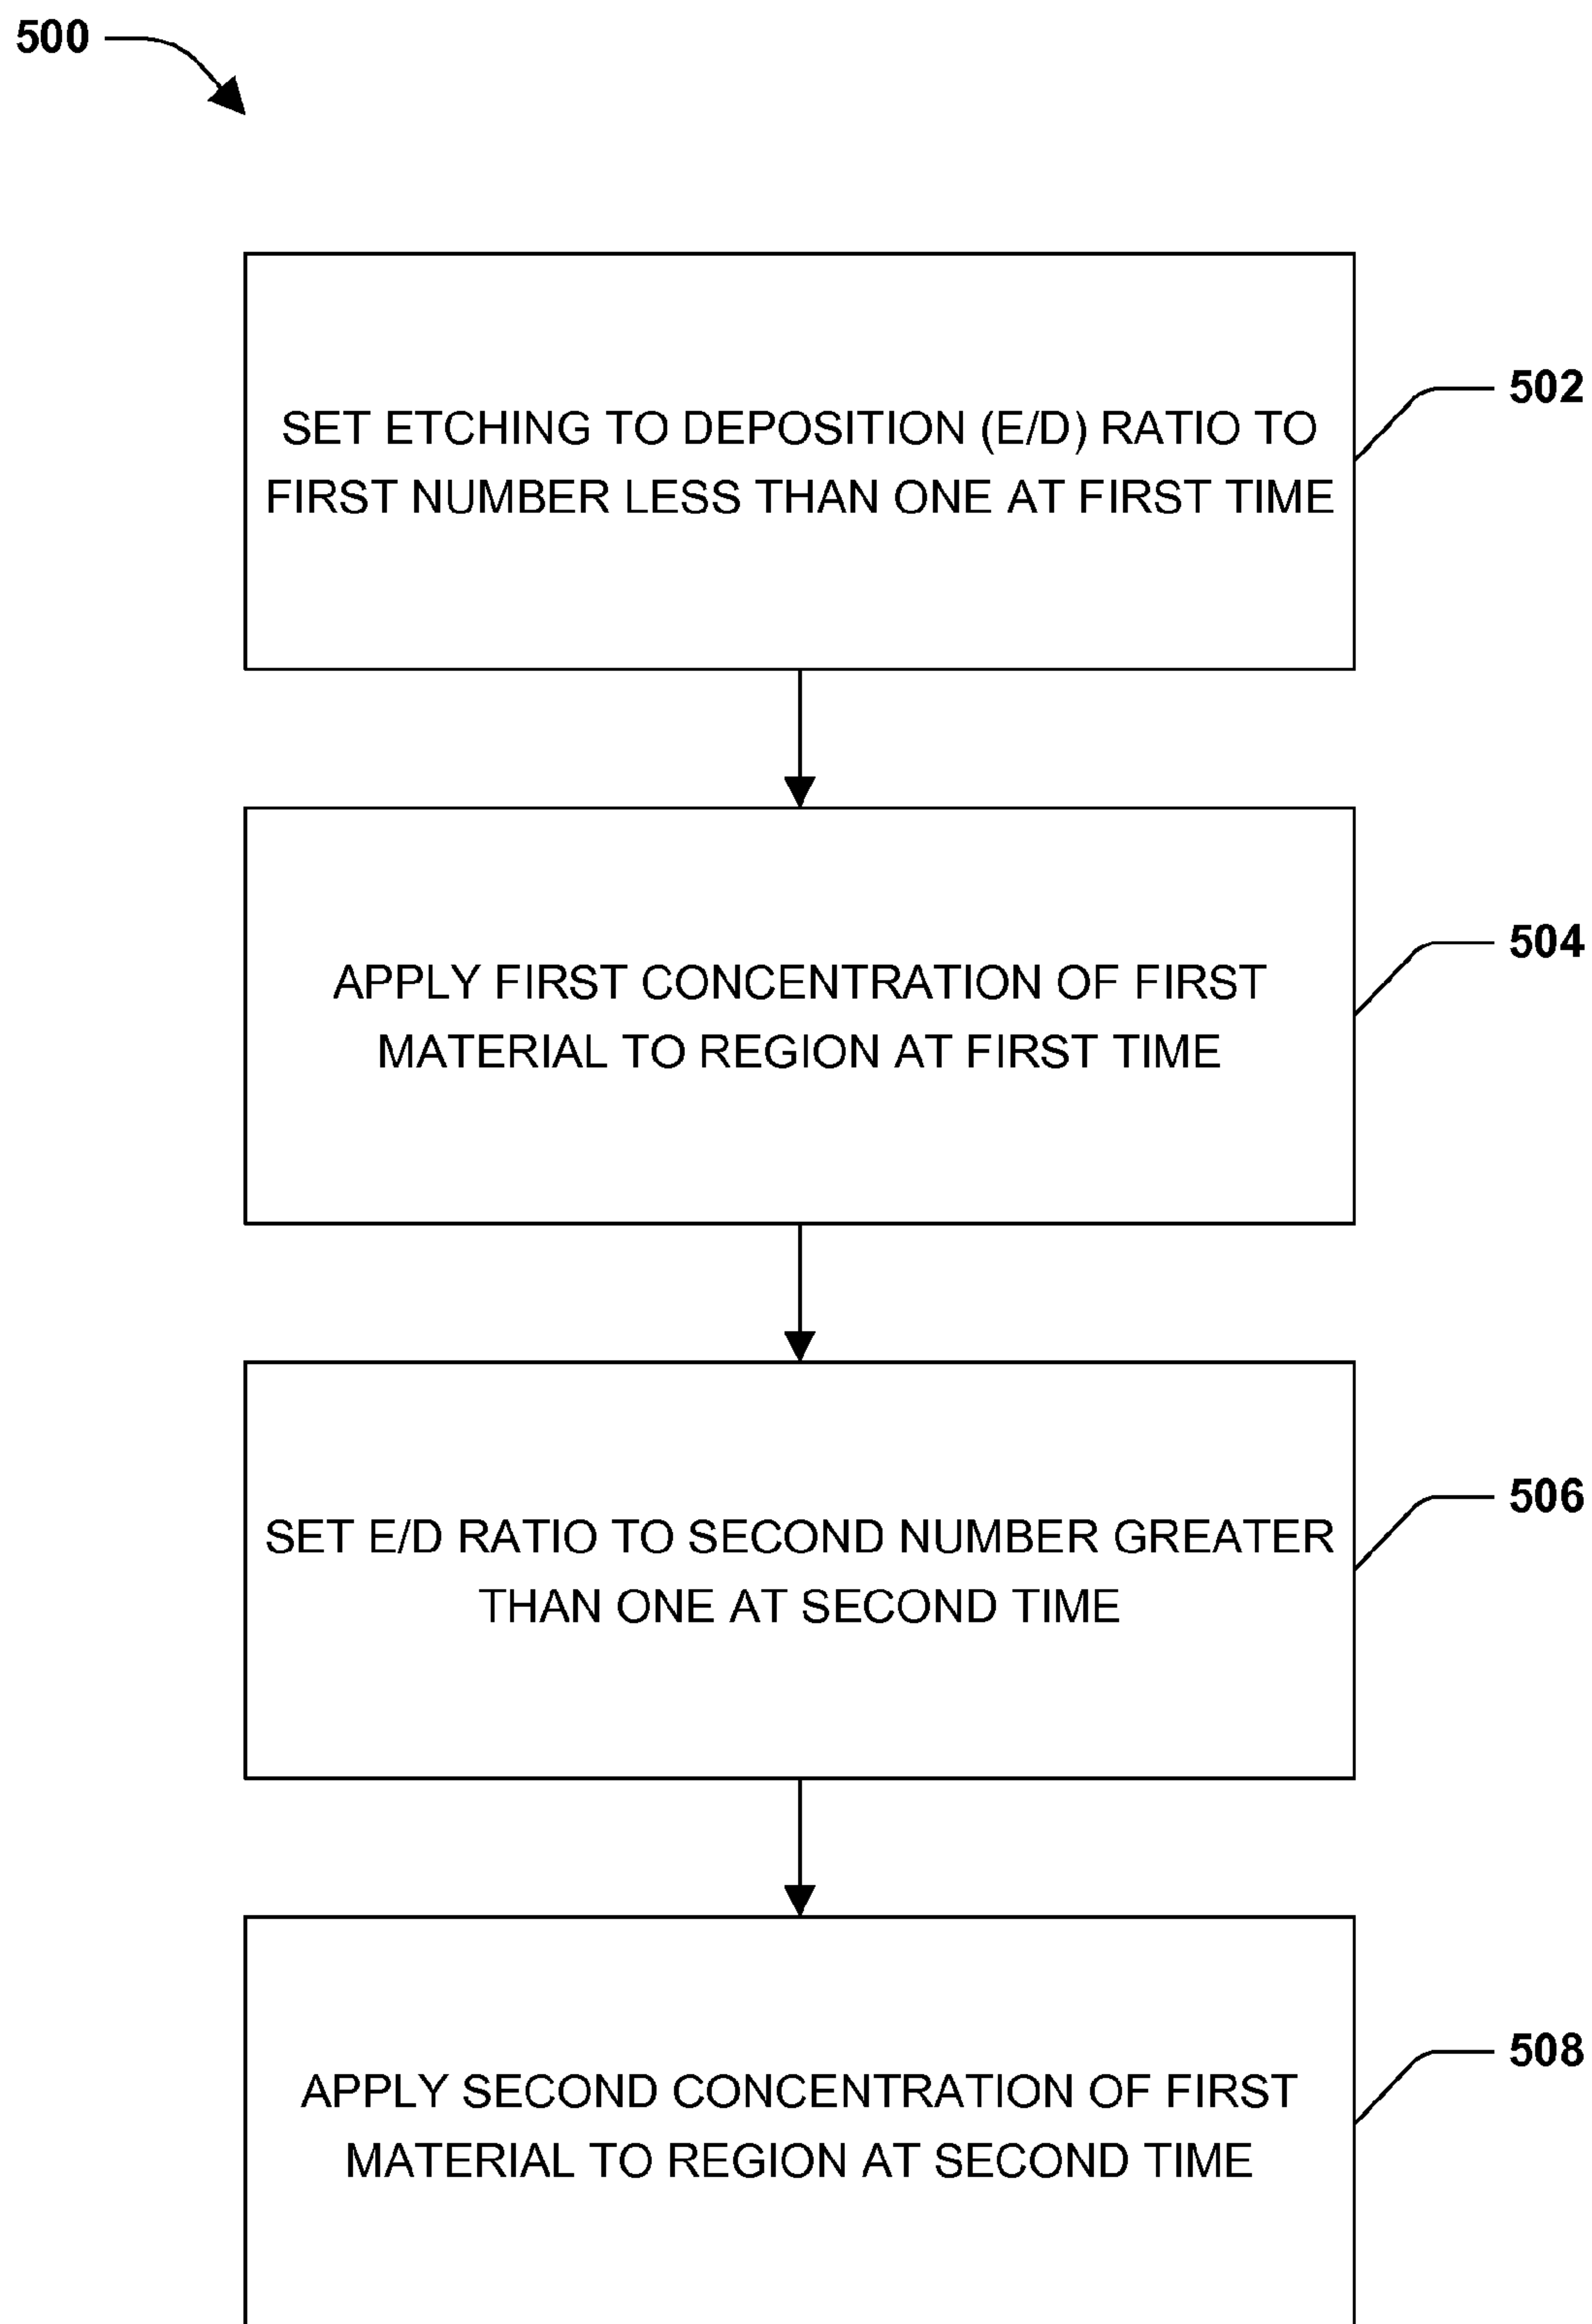 500
SET ETCHING TO DEPOSITION (E/D) RATIO TO
FIRST NUMBER LESS THAN ONE AT FIRST TIME
502
APPLY FIRST CONCENTRATION OF FIRST
MATERIAL TO REGION AT FIRST TIME
504
SET E/D RATIO TO SECOND NUMBER GREATER
THAN ONE AT SECOND TIME
506
APPLY SECOND CONCENTRATION OF FIRST
MATERIAL TO REGION AT SECOND TIME
508